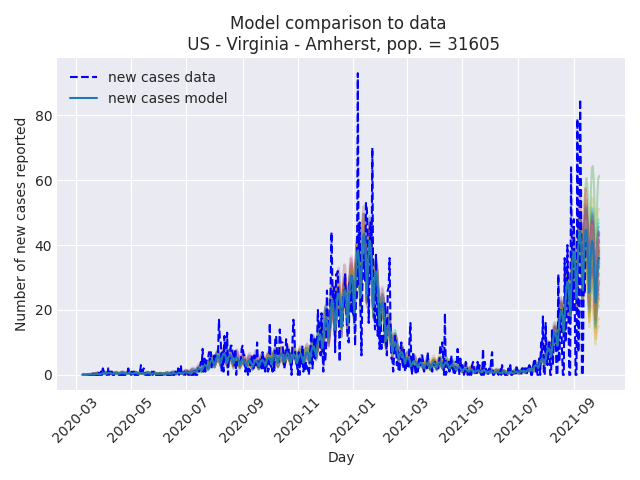 Model comparison to data
US - Virginia - Amherst, pop. = 31605
new cases data
new cases model
Number of new cases reported
80
60
40
20
0
2020-03
2020-05
2020-07
2020-09
2020-11
2021-01
2021-03
2021-05
2021-07
2021-09
Day